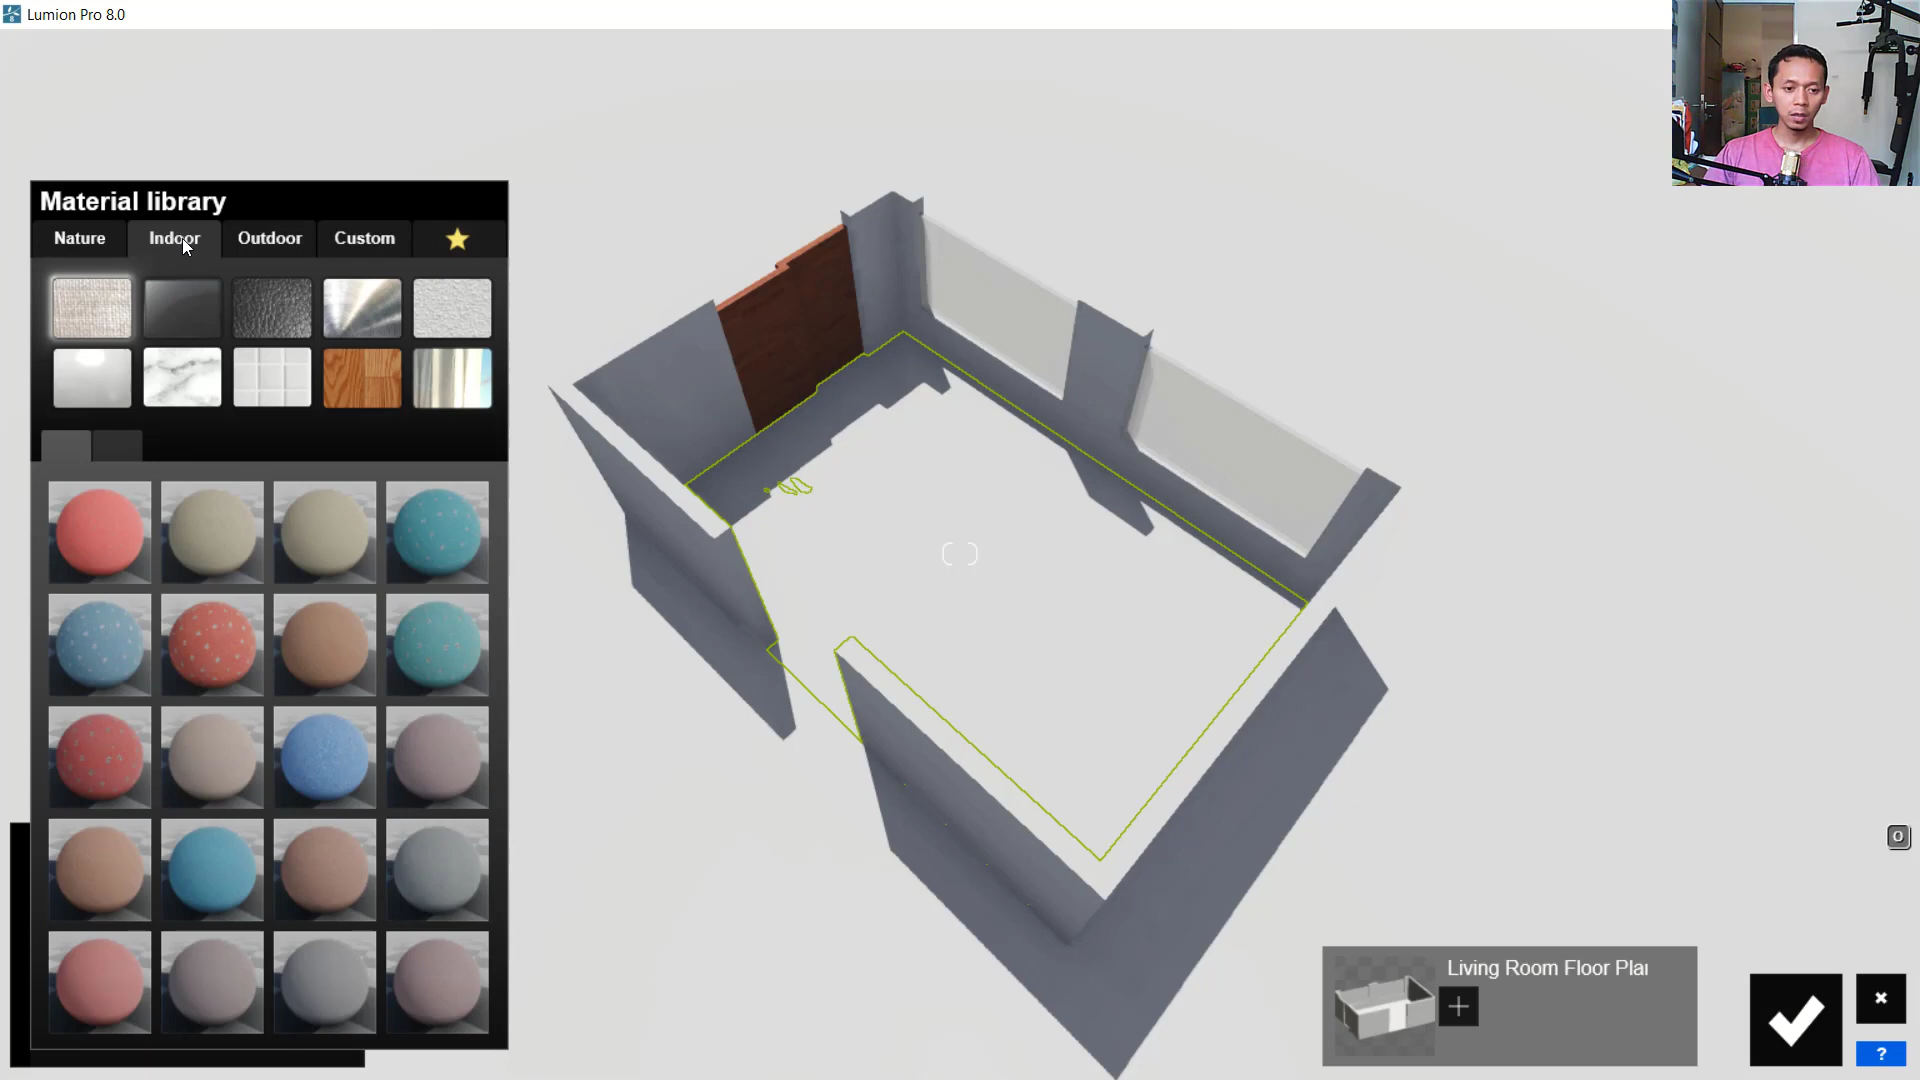 Lumion Pro 8.0
Material library
Nature Indoor Outdoor Custom
Living Room Floor Plai
O
?